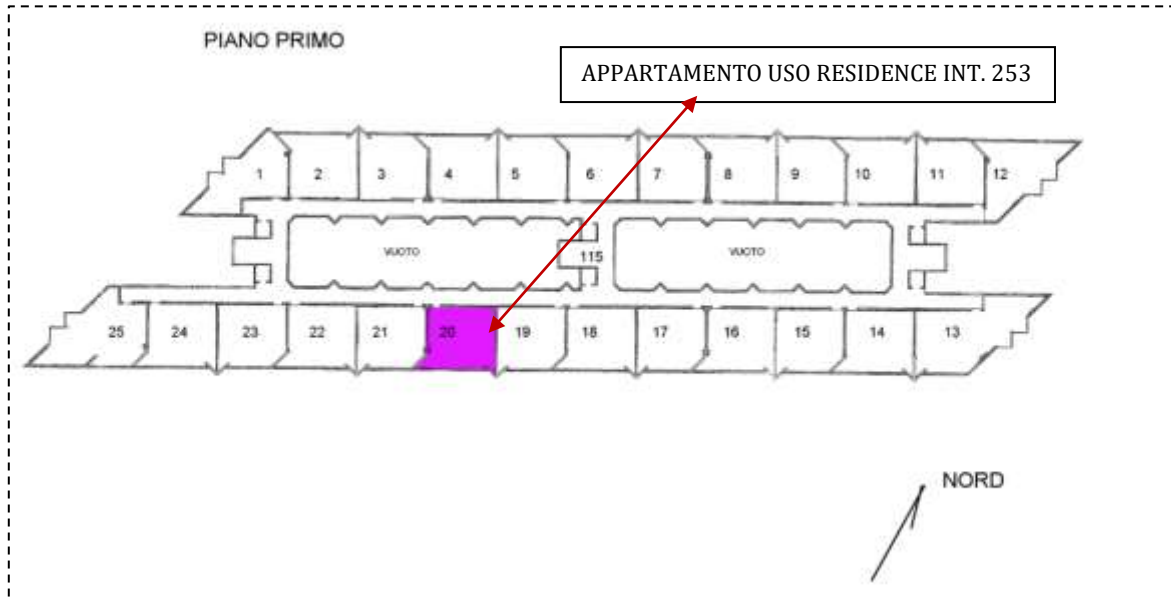 PIANO PRIMO
APPARTAMENTO USO RESIDENCE INT. 253
1 2 3 4 5 6 7 8 9 10 11 12
VUOTO 115 VUOTO
25 24 23 22 21 20 19 18 17 16 15 14 13
NORD